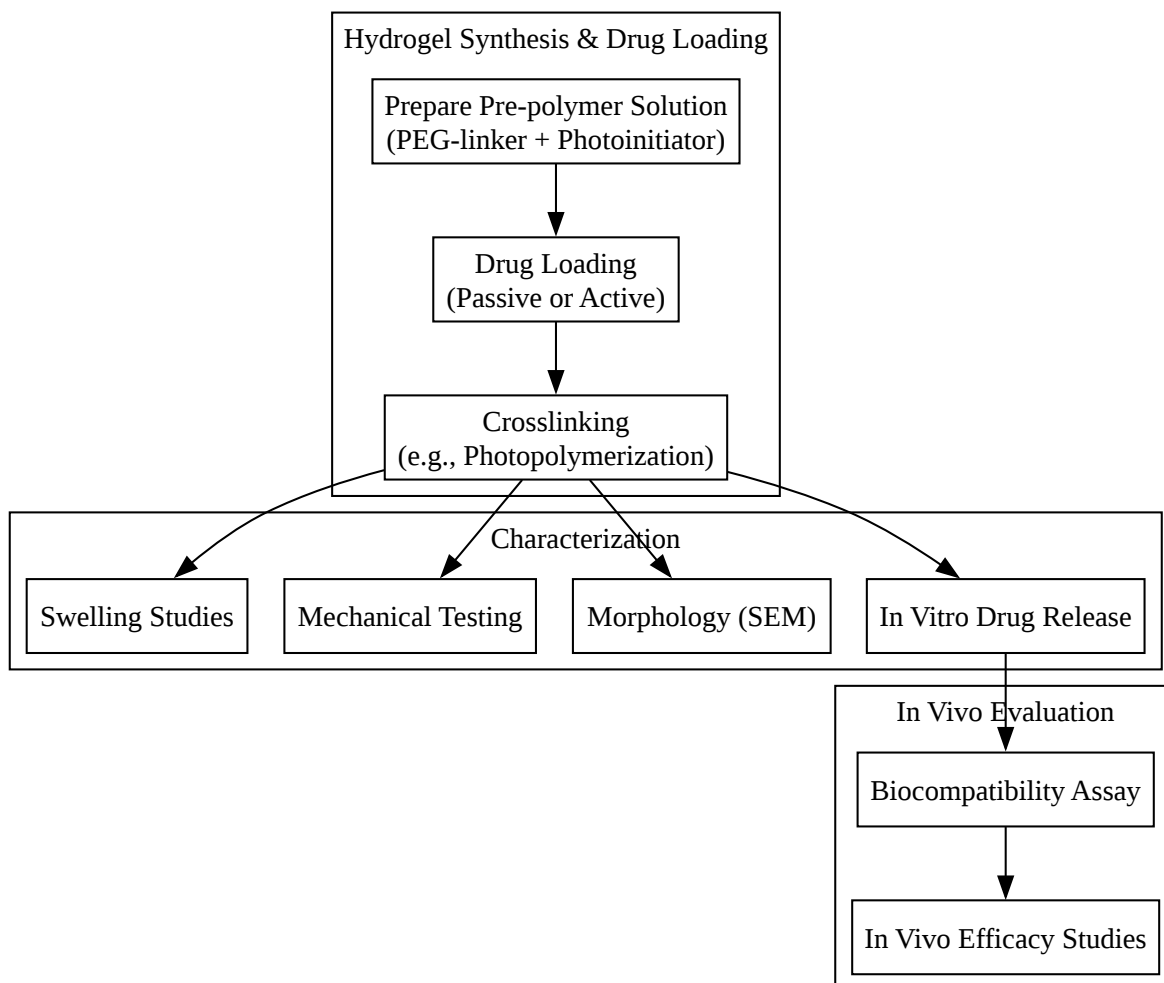 Hydrogel Synthesis & Drug Loading
Prepare Pre-polymer Solution
(PEG-linker + Photoinitiator)
Drug Loading
(Passive or Active)
Crosslinking
(e.g., Photopolymerization)
Characterization
Swelling Studies
Mechanical Testing
Morphology (SEM)
In Vitro Drug Release
In Vivo Evaluation
Biocompatibility Assay
In Vivo Efficacy Studies